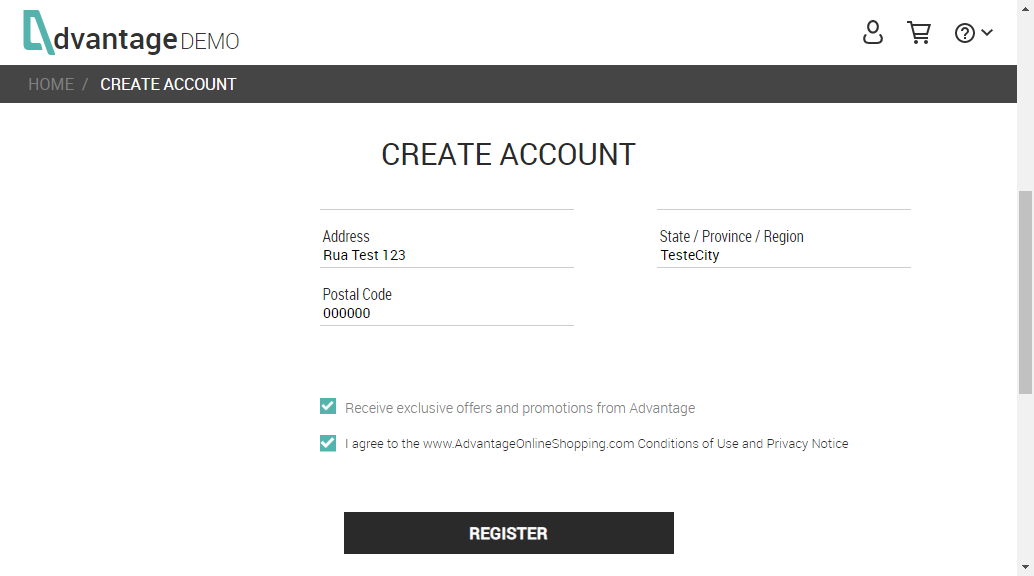 dvantage DEMO
HOME / CREATE ACCOUNT
CREATE ACCOUNT
Address
Rua Test 123
State / Province / Region
TesteCity
Postal Code
000000
Receive exclusive offers and promotions from Advantage
I agree to the www.AdvantageOnlineShopping.com Conditions of Use and Privacy Notice
REGISTER